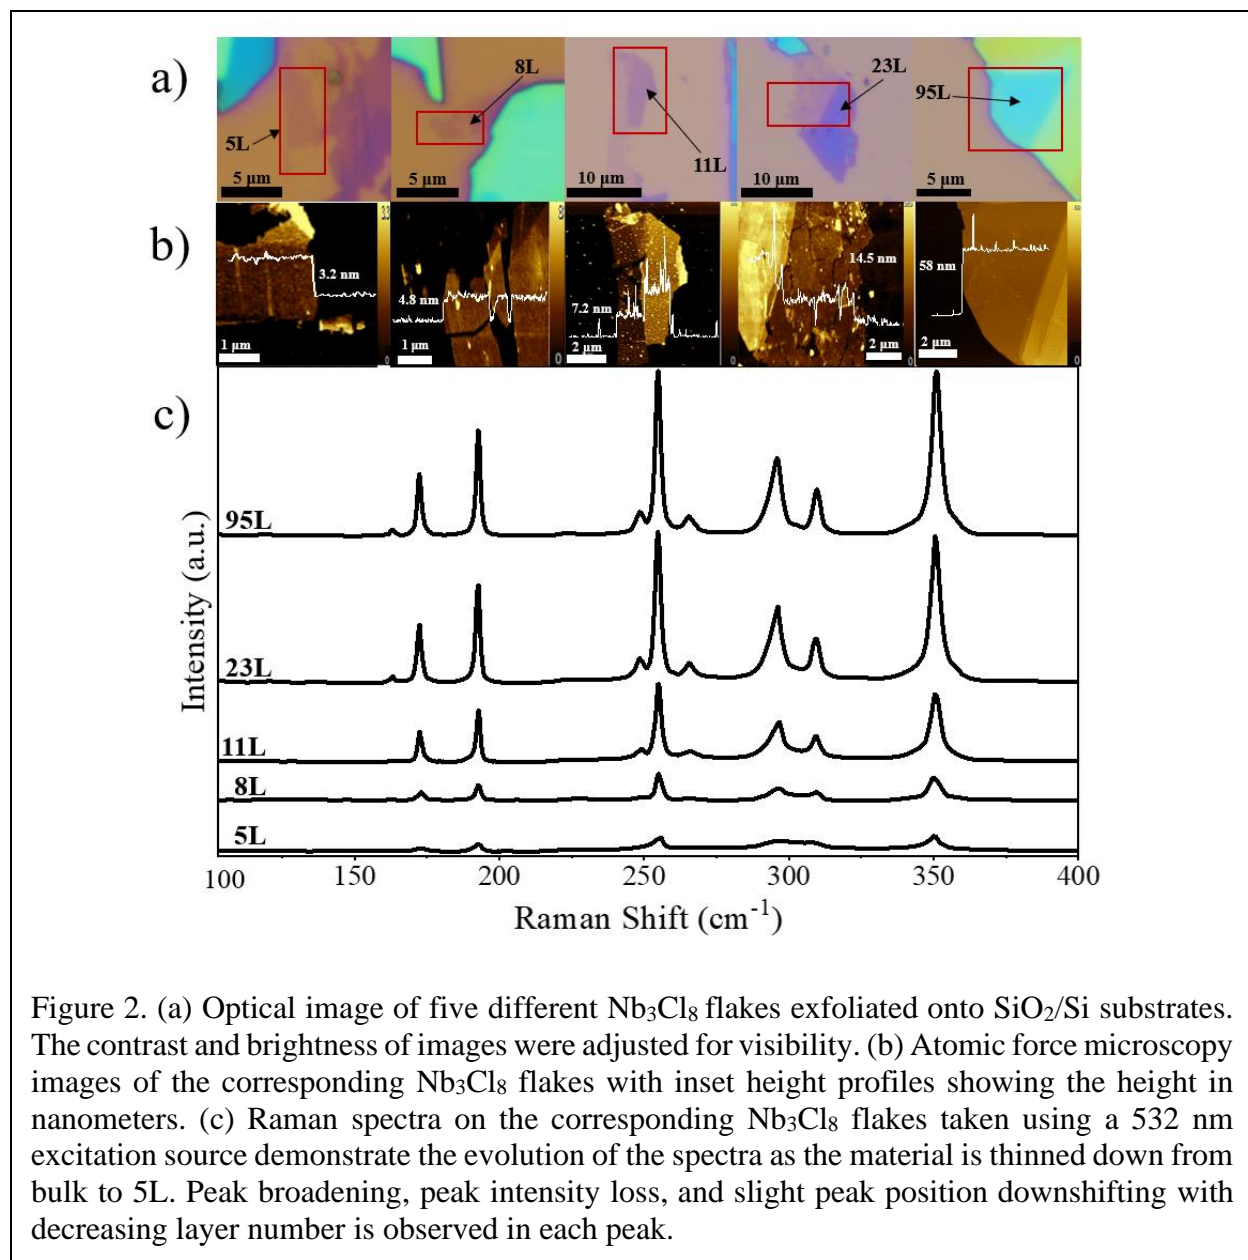 a)
5L
8L
11L
23L
95L
5 μm
5 μm
10 μm
10 μm
5 μm
b)
3.2 nm
4.8 nm
7.2 nm
14.5 nm
58 nm
1 μm
1 μm
2 μm
2 μm
2 μm
c)
95L
23L
11L
8L
5L
Intensity (a.u.)
100 150 200 250 300 350 400
Raman Shift (cm⁻¹)
Figure 2. (a) Optical image of five different Nb₃Cl₈ flakes exfoliated onto SiO₂/Si substrates.
The contrast and brightness of images were adjusted for visibility. (b) Atomic force microscopy
images of the corresponding Nb₃Cl₈ flakes with inset height profiles showing the height in
nanometers. (c) Raman spectra on the corresponding Nb₃Cl₈ flakes taken using a 532 nm
excitation source demonstrate the evolution of the spectra as the material is thinned down from
bulk to 5L. Peak broadening, peak intensity loss, and slight peak position downshifting with
decreasing layer number is observed in each peak.